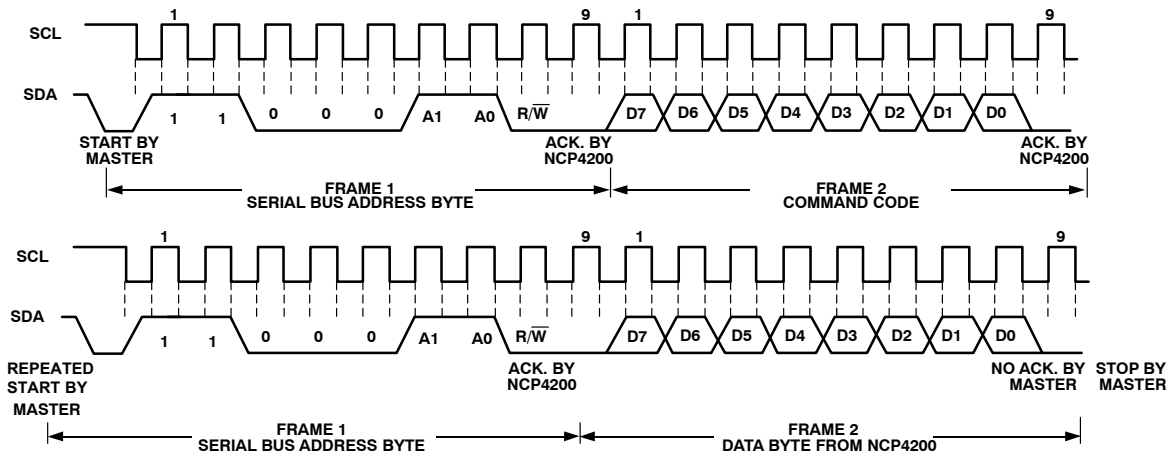 1 9 1 9
SCL
SDA
1 1 0 0 0 A1 A0 R/W D7 D6 D5 D4 D3 D2 D1 D0
START BY
MASTER
ACK. BY
NCP4200
ACK. BY
NCP4200
FRAME 1
SERIAL BUS ADDRESS BYTE
FRAME 2
COMMAND CODE
1 9 1 9
SCL
SDA
1 1 0 0 0 A1 A0 R/W D7 D6 D5 D4 D3 D2 D1 D0
REPEATED
START BY
MASTER
ACK. BY
NCP4200
NO ACK. BY
MASTER
STOP BY
MASTER
FRAME 1
SERIAL BUS ADDRESS BYTE
FRAME 2
DATA BYTE FROM NCP4200